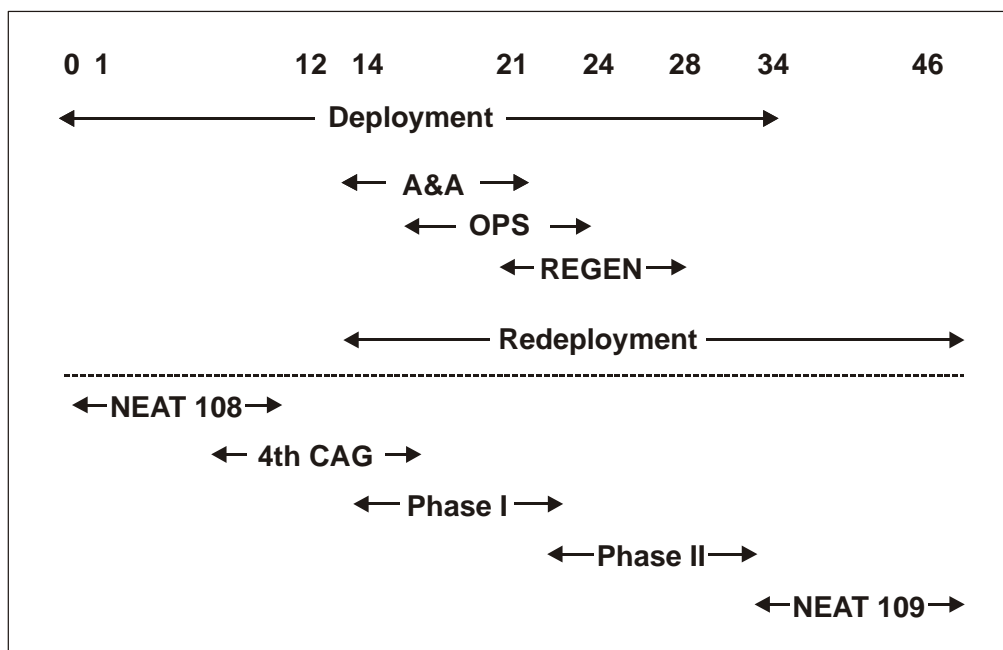 0 1 12 14 21 24 28 34 46
Deployment
A&A
OPS
REGEN
Redeployment
NEAT 108
4th CAG
Phase I
Phase II
NEAT 109